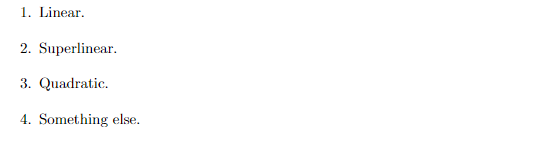 1. Linear.
2. Superlinear.
3. Quadratic.
4. Something else.